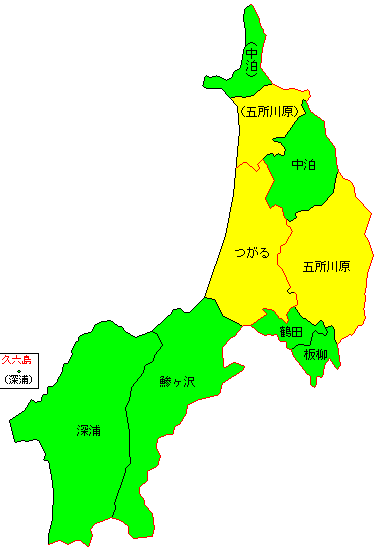 (中泊)
(五所川原)
中泊
つがる
五所川原
鶴田
板柳
久六島
(深浦)
鰺ヶ沢
深浦